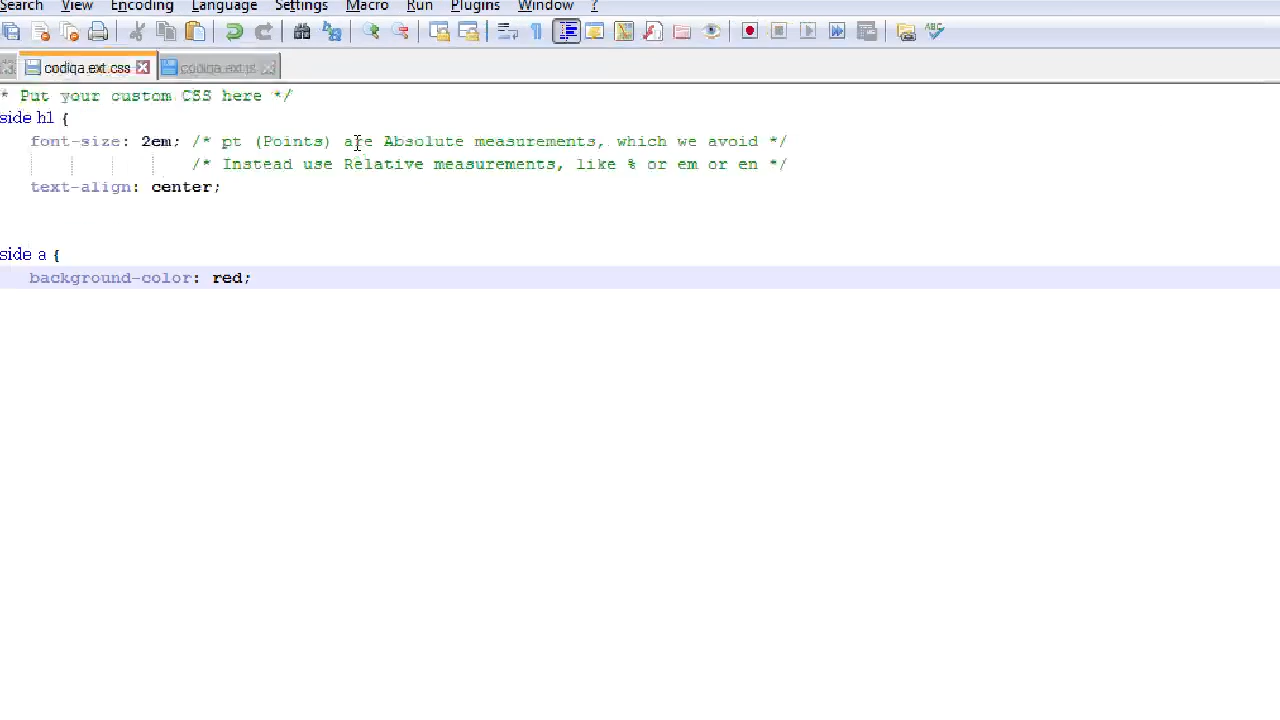 Search View Encoding Language Settings Macro Run Plugins Window ?
codiqa.ext.css codiqa.ext.js
* Put your custom CSS here */
side h1 {
font-size: 2em; /* pt (Points) are Absolute measurements, which we avoid */
/* Instead use Relative measurements, like % or em or en */
text-align: center;
side a {
background-color: red;